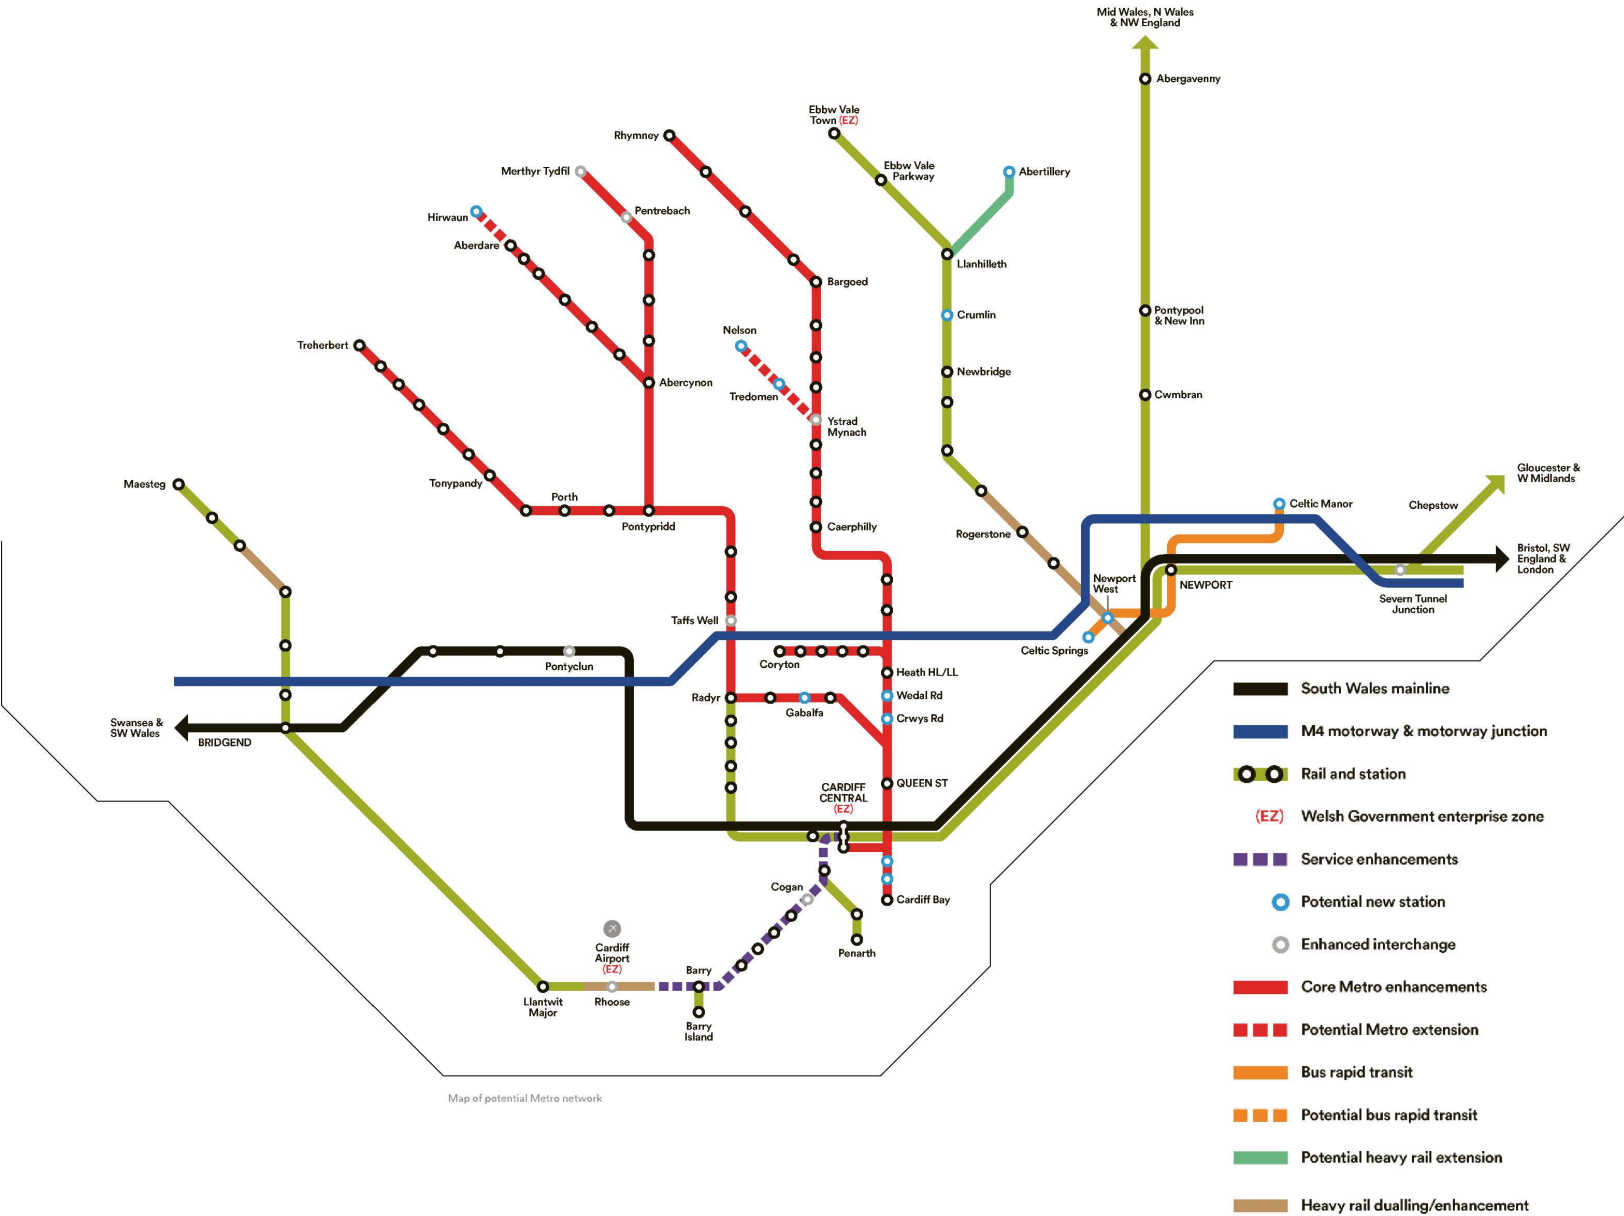 Mid Wales, N Wales
& NW England
Abergavenny
Ebbw Vale
Town (EZ)
Rhymney
Merthyr Tydfil
Ebbw Vale
Parkway
Abertillery
Pentrebach
Hirwaun
Aberdare
Llanhilleth
Bargoed
Crumlin
Pontypool
& New Inn
Nelson
Treherbert
Newbridge
Abercynon
Tredomen
Cwmbran
Ystrad
Mynach
Maesteg
Tonypandy
Porth
Pontypridd
Caerphilly
Rogerstone
Celtic Manor
Chepstow
Gloucester &
W Midlands
Bristol, SW
England &
London
Newport
West
NEWPORT
Severn Tunnel
Junction
Taffs Well
Celtic Springs
Pontyclun
Coryton
Heath HL/LL
Radyr
Gabalfa
Wedal Rd
Crwys Rd
Swansea &
SW Wales
BRIDGEND
QUEEN ST
CARDIFF
CENTRAL
(EZ)
Cogan
Cardiff Bay
Penarth
Cardiff
Airport
(EZ)
Rhoose
Barry
Llantwit
Major
Barry
Island
Map of potential Metro network
South Wales mainline
M4 motorway & motorway junction
Rail and station
(EZ) Welsh Government enterprise zone
Service enhancements
Potential new station
Enhanced interchange
Core Metro enhancements
Potential Metro extension
Bus rapid transit
Potential bus rapid transit
Potential heavy rail extension
Heavy rail dualling/enhancement